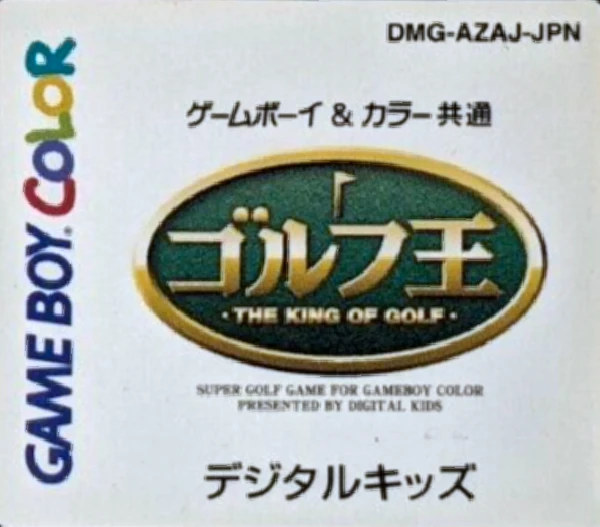 DMG-AZAJ-JPN
GAME BOY COLOR
ゲームボーイ & カラー共通
ゴルフ王
・THE KING OF GOLF・
SUPER GOLF GAME FOR GAMEBOY COLOR
PRESENTED BY DIGITAL KIDS
デジタルキッズ